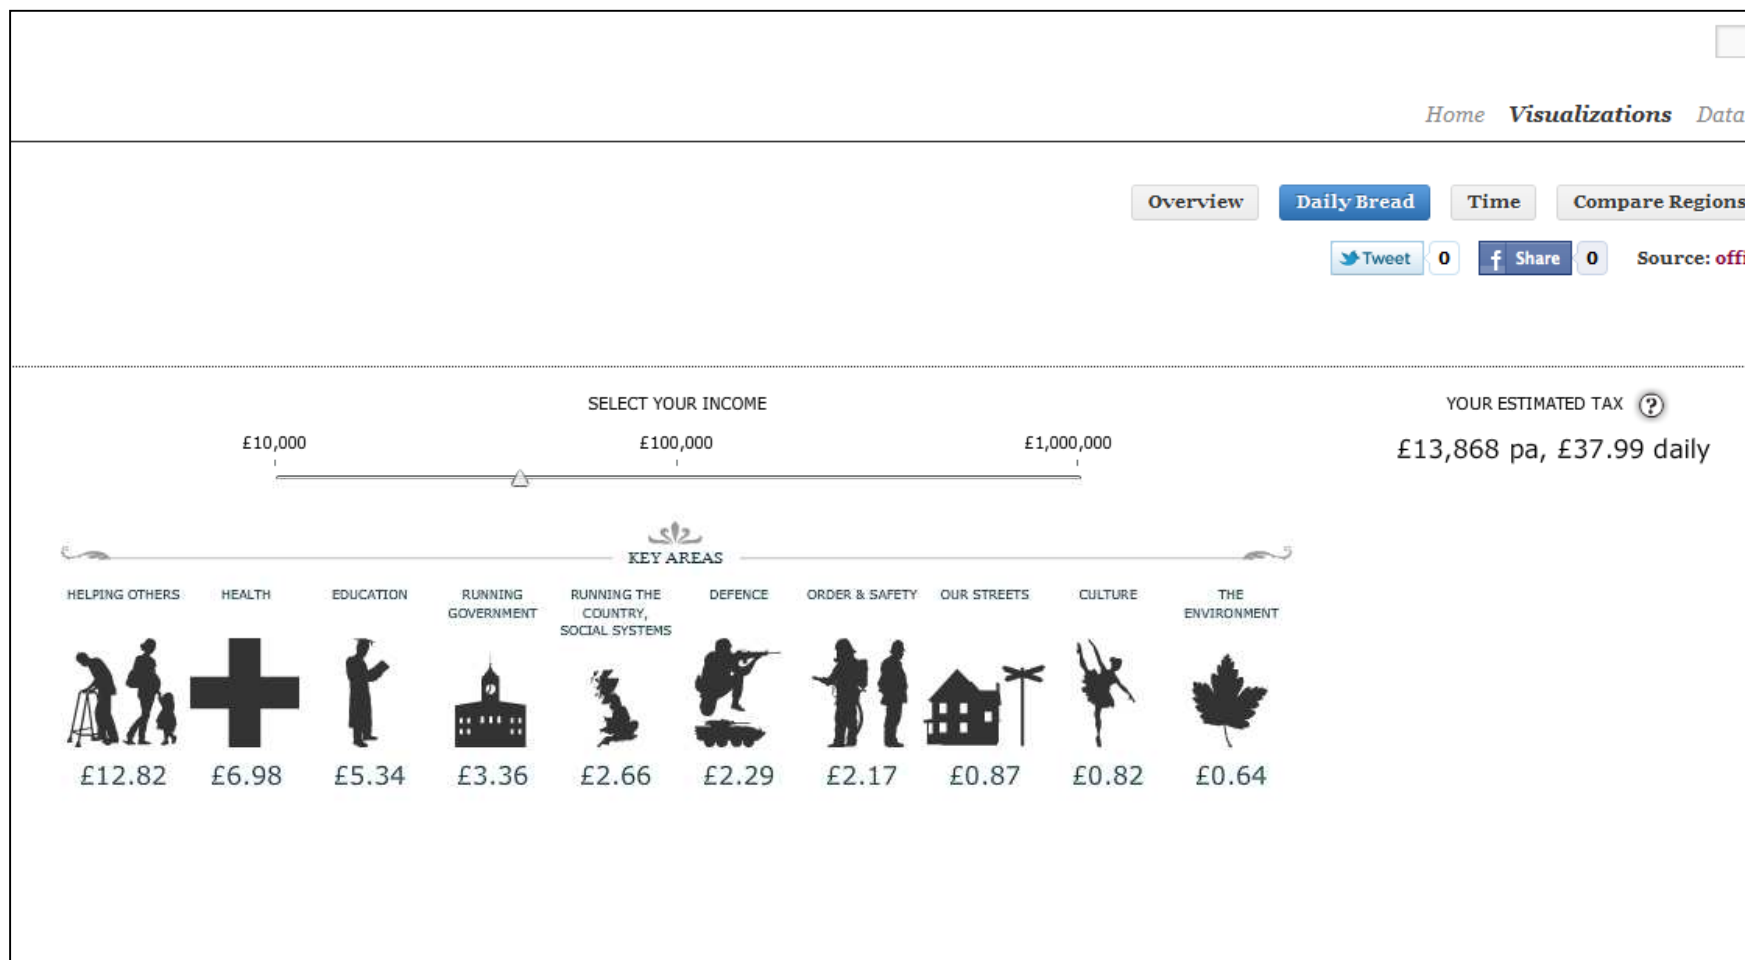 Home Visualizations Data
Overview Daily Bread Time Compare Regions
Tweet 0 f Share 0 Source: offi
SELECT YOUR INCOME
£10,000 £100,000 £1,000,000
YOUR ESTIMATED TAX ?
£13,868 pa, £37.99 daily
KEY AREAS
HELPING OTHERS
£12.82
HEALTH
£6.98
EDUCATION
£5.34
RUNNING
GOVERNMENT
£3.36
RUNNING THE
COUNTRY,
SOCIAL SYSTEMS
£2.66
DEFENCE
£2.29
ORDER & SAFETY
£2.17
OUR STREETS
£0.87
CULTURE
£0.82
THE
ENVIRONMENT
£0.64